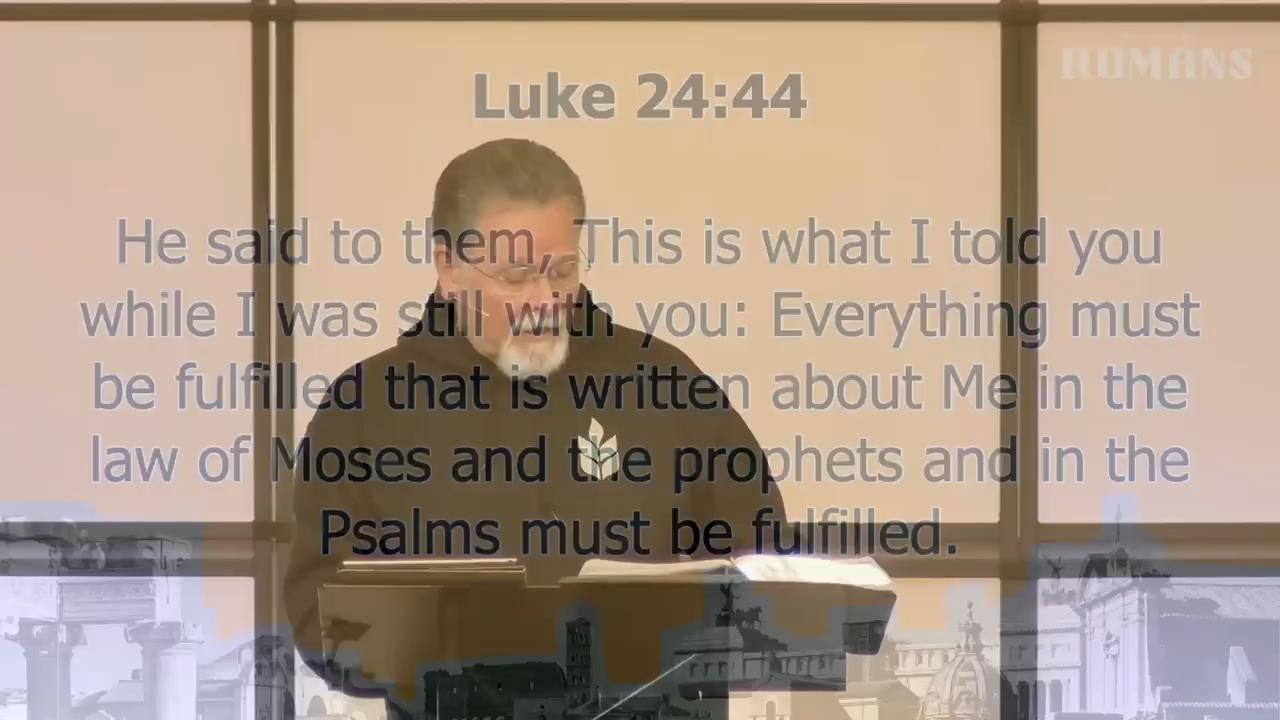 ROMANS
Luke 24:44
He said to them, This is what I told you
while I was still with you: Everything must
be fulfilled that is written about Me in the
law of Moses and the prophets and in the
Psalms must be fulfilled.